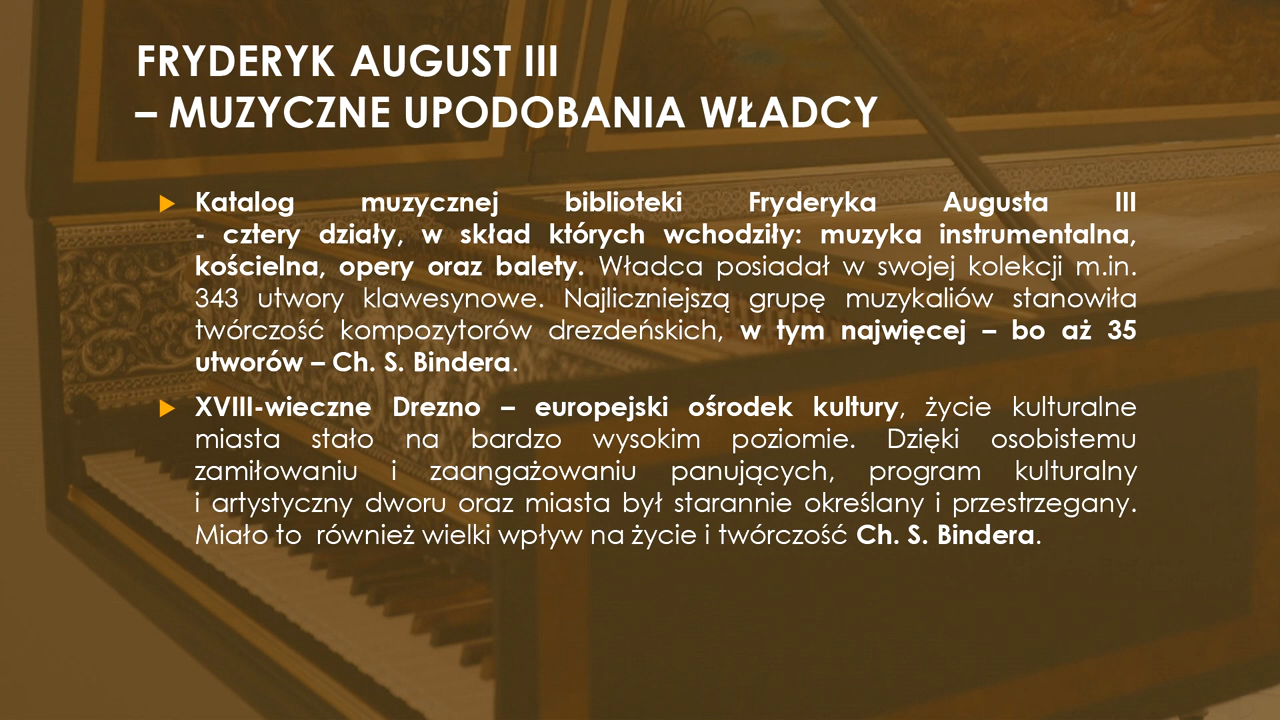 FRYDERYK AUGUST III
– MUZYCZNE UPODOBANIA WŁADCY
Katalog muzycznej biblioteki Fryderyka Augusta III
- cztery działy, w skład których wchodziły: muzyka instrumentalna,
kościelna, opery oraz balety. Władca posiadał w swojej kolekcji m.in.
343 utwory klawesynowe. Najliczniejszą grupę muzykaliów stanowiła
twórczość kompozytorów drezdeńskich, w tym najwięcej – bo aż 35
utworów – Ch. S. Bindera.
XVIII-wieczne Drezno – europejski ośrodek kultury, życie kulturalne
miasta stało na bardzo wysokim poziomie. Dzięki osobistemu
zamiłowaniu i zaangażowaniu panujących, program kulturalny
i artystyczny dworu oraz miasta był starannie określany i przestrzegany.
Miało to  również wielki wpływ na życie i twórczość Ch. S. Bindera.